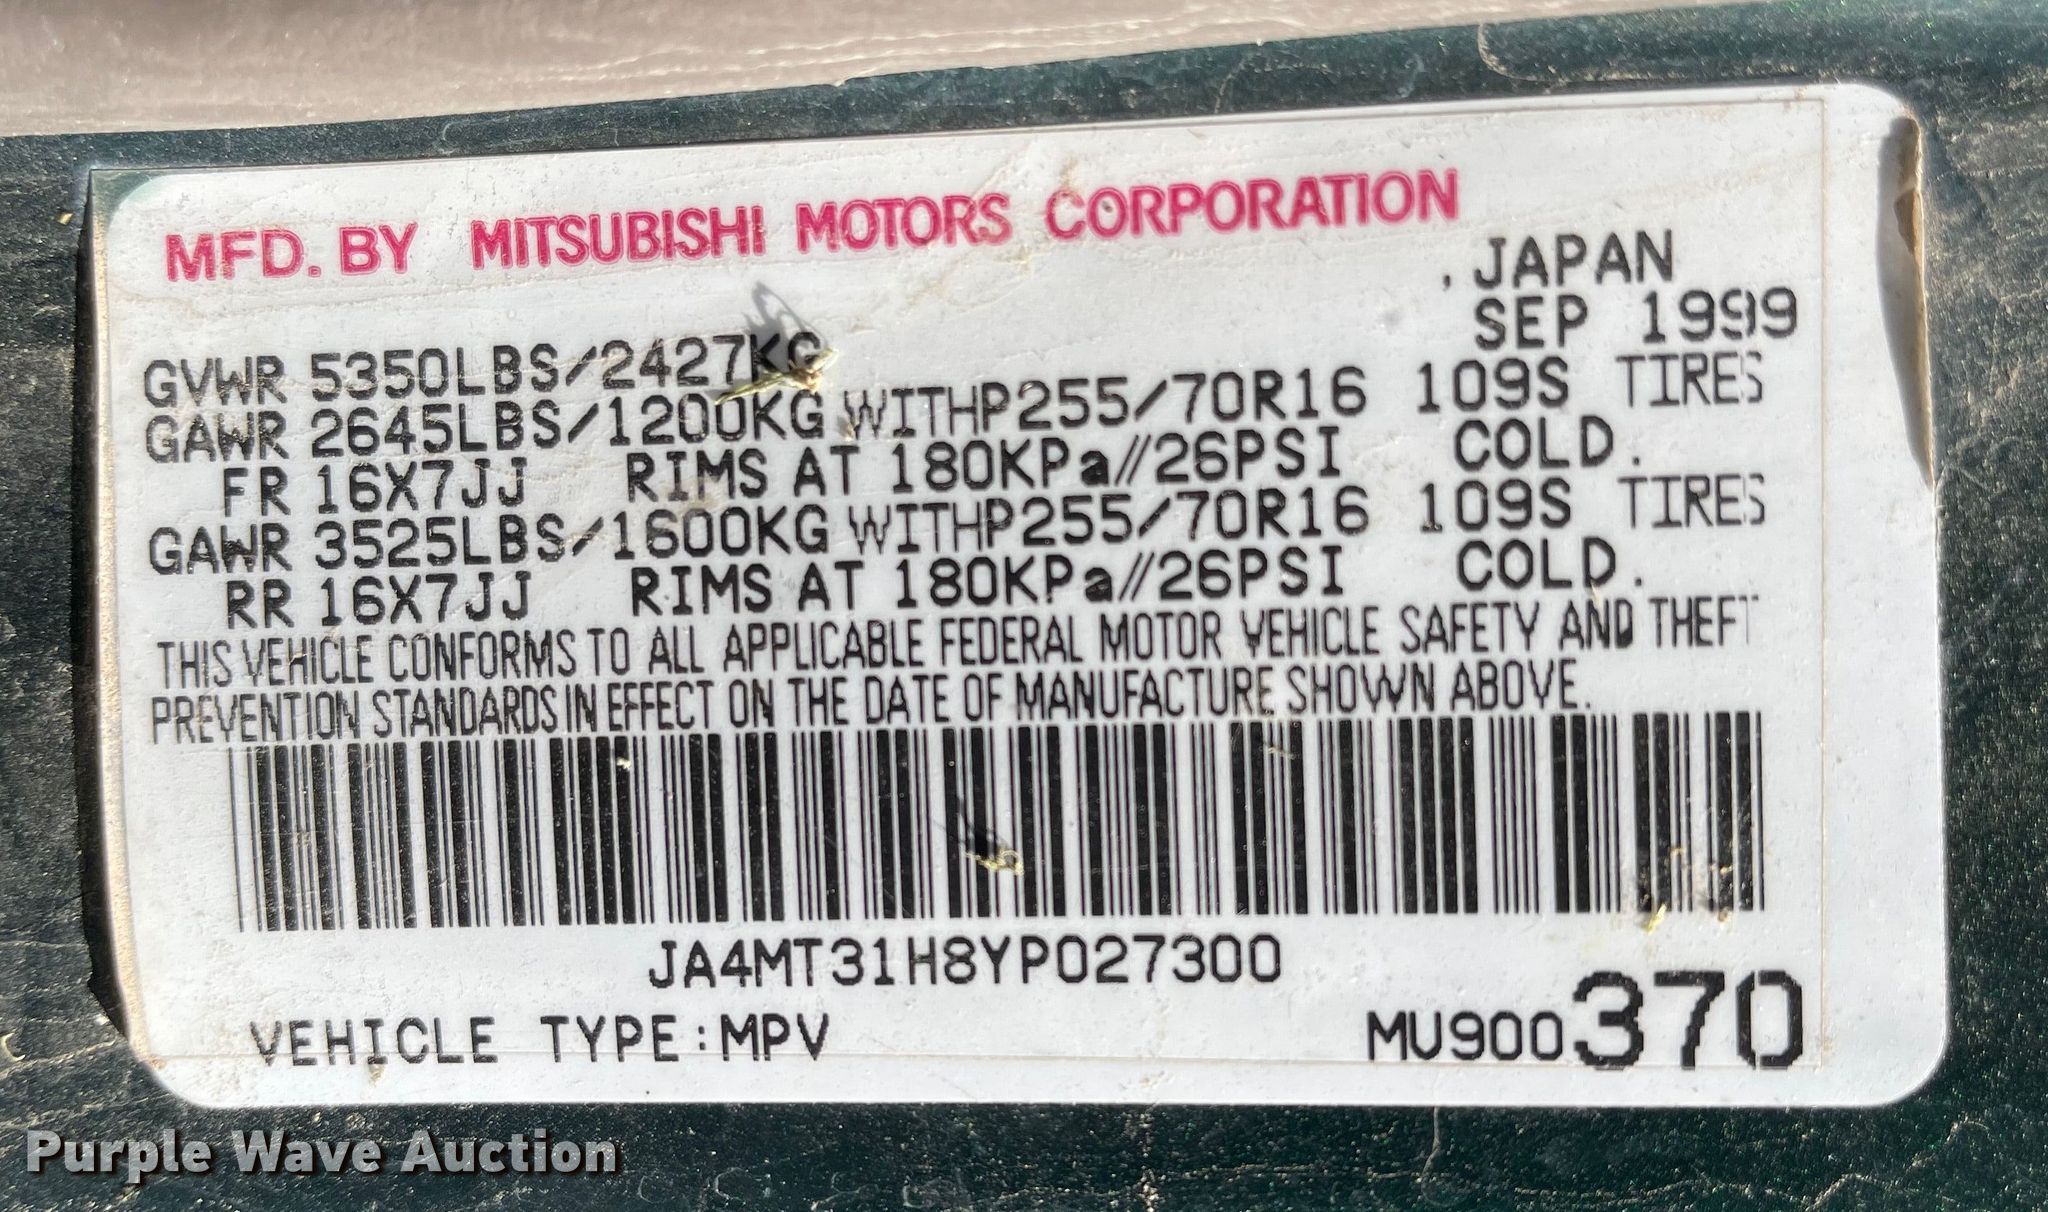 MFD. BY MITSUBISHI MOTORS CORPORATION
, JAPAN
SEP 1999
GVWR 5350LBS/2427KG
GAWR 2645LBS/1200KG WITHP255/70R16 109S TIRES
FR 16X7JJ RIMS AT 180KPa//26PSI COLD.
GAWR 3525LBS/1600KG WITHP255/70R16 109S TIRES
RR 16X7JJ RIMS AT 180KPa//26PSI COLD.
THIS VEHICLE CONFORMS TO ALL APPLICABLE FEDERAL MOTOR VEHICLE SAFETY AND THEFT
PREVENTION STANDARDS IN EFFECT ON THE DATE OF MANUFACTURE SHOWN ABOVE.
JA4MT31H8YP027300
VEHICLE TYPE:MPV MU900370
Purple Wave Auction